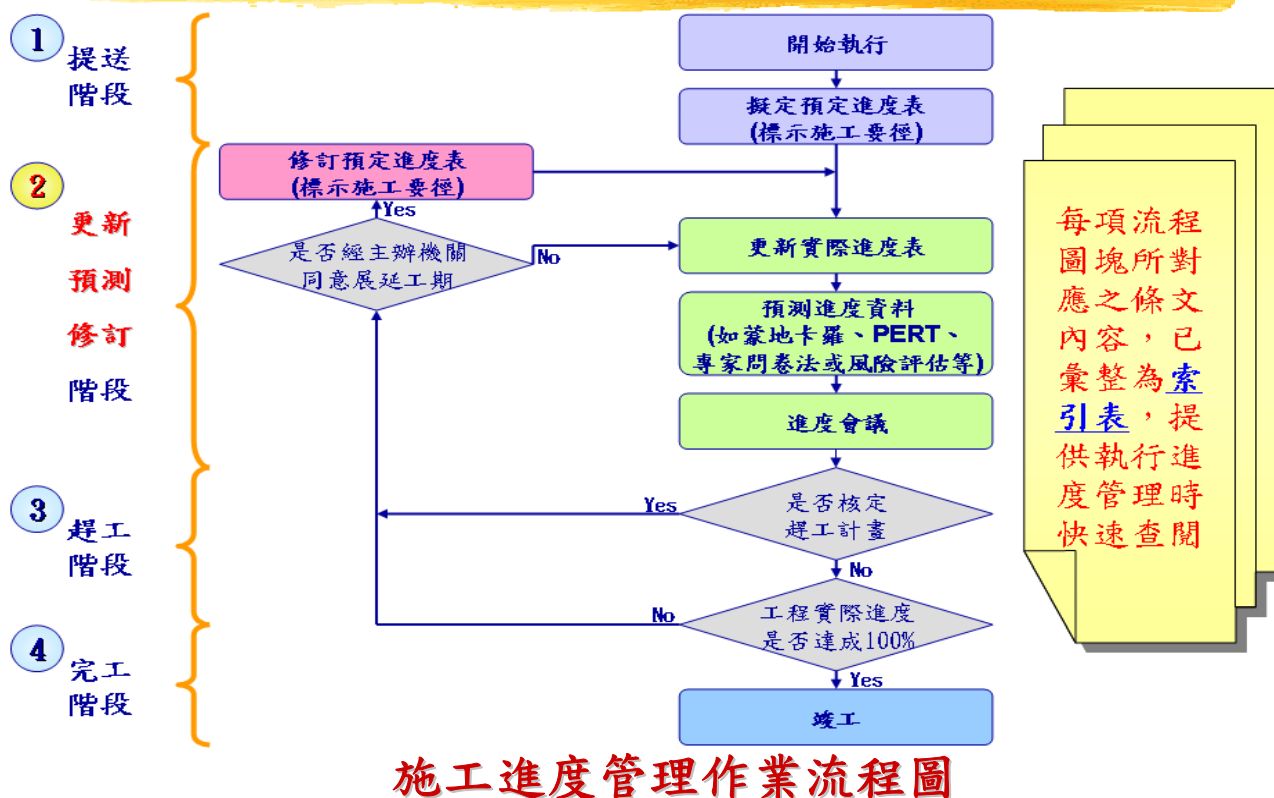 1
提送
階段
2
更新
預測
修訂
階段
3
趕工
階段
4
完工
階段
開始執行
擬定預定進度表
(標示施工要徑)
修訂預定進度表
(標示施工要徑)
Yes
是否經主辦機關
同意展延工期
No
更新實際進度表
預測進度資料
(如蒙地卡羅、PERT、
專家問卷法或風險評估等)
進度會議
是否核定
趕工計畫
Yes
No
工程實際進度
是否達成100%
No
Yes
竣工
每項流程
圖塊所對
應之條文
內容，已
彙整為索
引表，提
供執行進
度管理時
快速查閱
施工進度管理作業流程圖